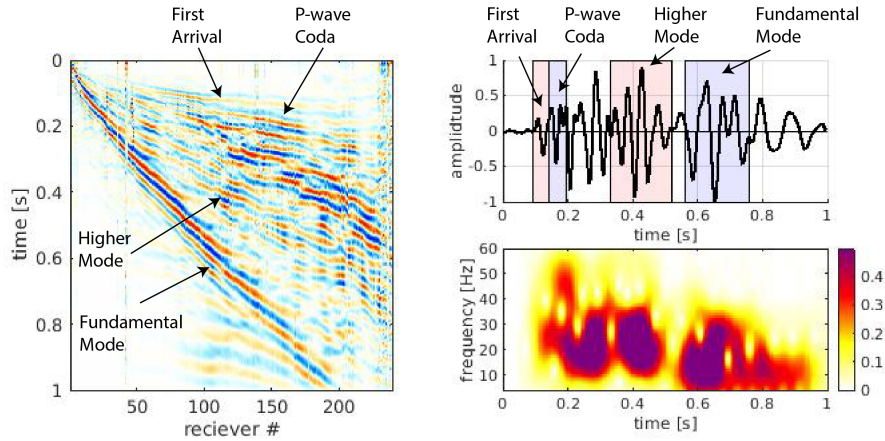 First
Arrival
P-wave
Coda
0
0.2
0.4
0.6
0.8
1
time [s]
Higher
Mode
Fundamental
Mode
50
100
150
200
reciever #
First
Arrival
P-wave
Coda
Higher
Mode
Fundamental
Mode
1
0.5
0
-0.5
-1
amplidtude
0
0.2
0.4
0.6
0.8
1
time [s]
60
50
40
30
20
10
frequency [Hz]
0
0.2
0.4
0.6
0.8
1
time [s]
0.4
0.3
0.2
0.1
0